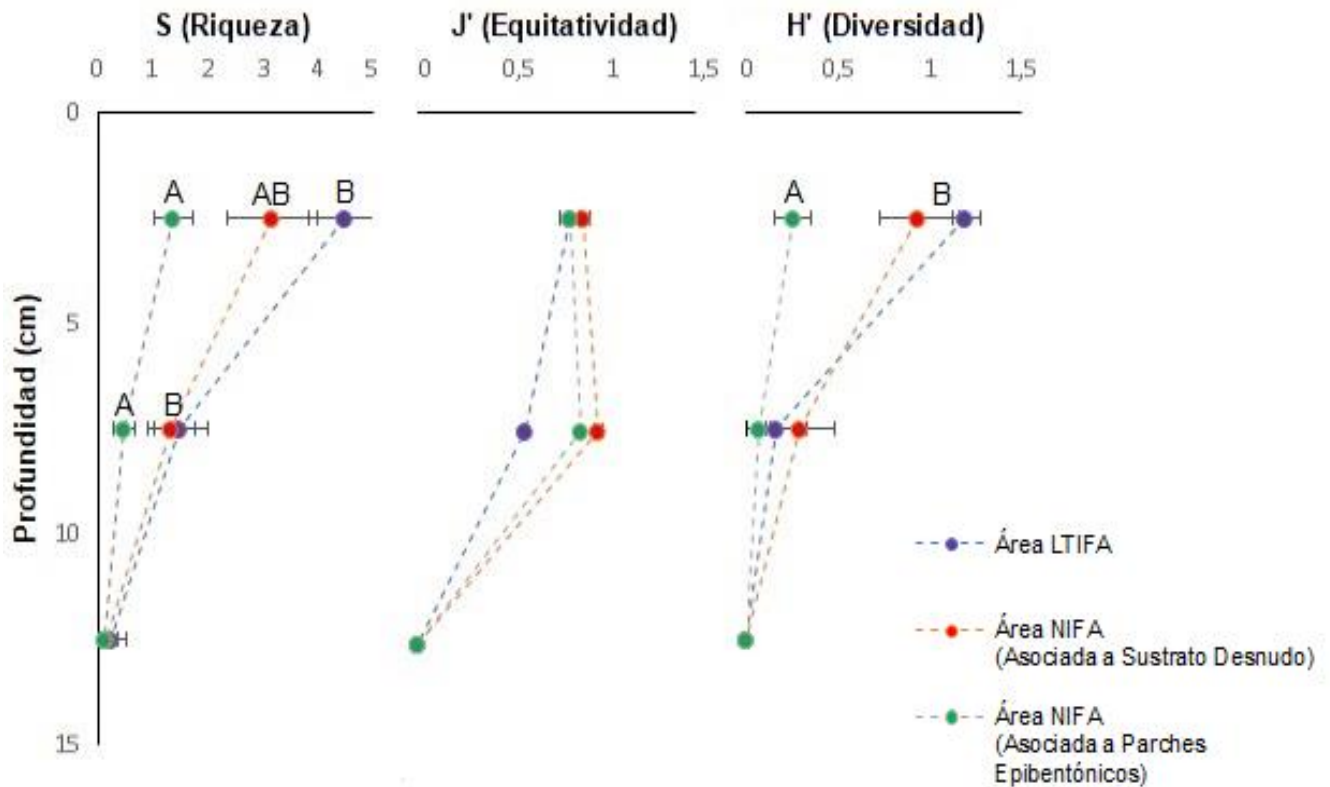 S (Riqueza) J' (Equitatividad) H' (Diversidad)
0 1 2 3 4 5 0 0,5 1 1,5 0 0,5 1 1,5
0
A AB B A B
5
Profundidad (cm)
A B
10
Área LTIFA
Área NIFA
(Asociada a Sustrato Desnudo)
Área NIFA
(Asociada a Parches
Epibentónicos)
15